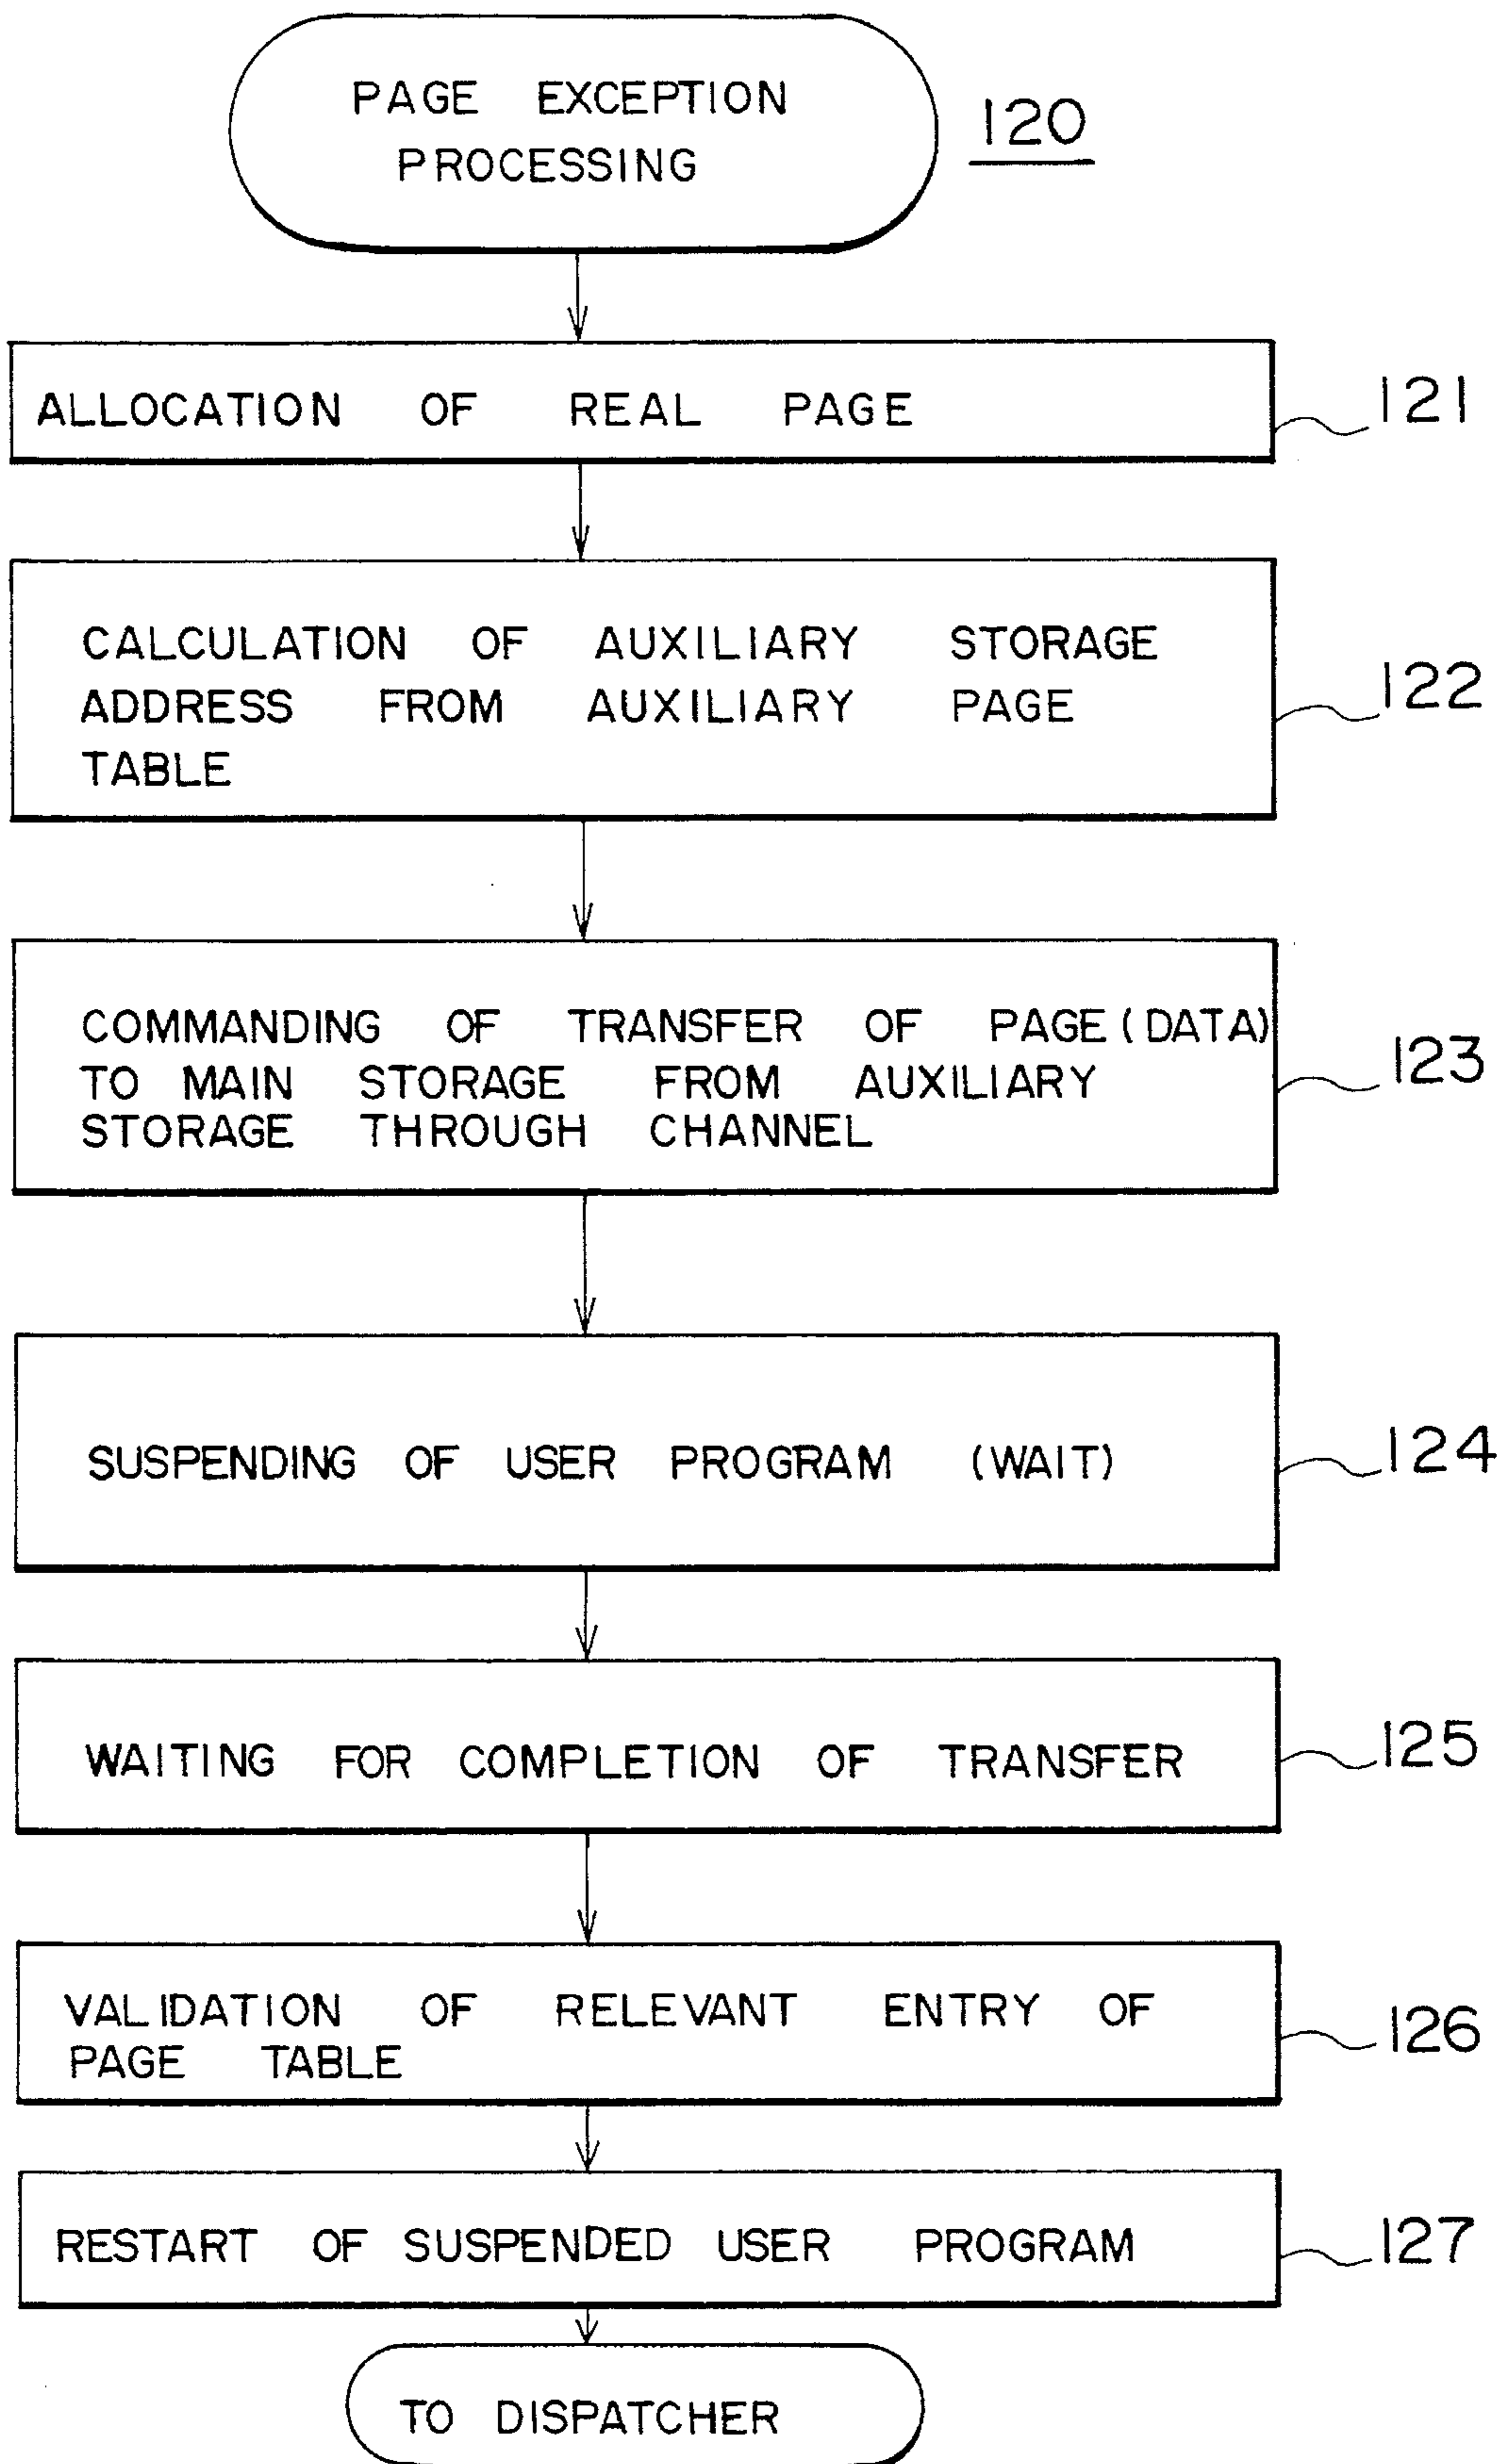 PAGE EXCEPTION
PROCESSING
120
ALLOCATION OF REAL PAGE
121
CALCULATION OF AUXILIARY STORAGE
ADDRESS FROM AUXILIARY PAGE
TABLE
122
COMMANDING OF TRANSFER OF PAGE (DATA)
TO MAIN STORAGE FROM AUXILIARY
STORAGE THROUGH CHANNEL
123
SUSPENDING OF USER PROGRAM (WAIT)
124
WAITING FOR COMPLETION OF TRANSFER
125
VALIDATION OF RELEVANT ENTRY OF
PAGE TABLE
126
RESTART OF SUSPENDED USER PROGRAM
127
TO DISPATCHER